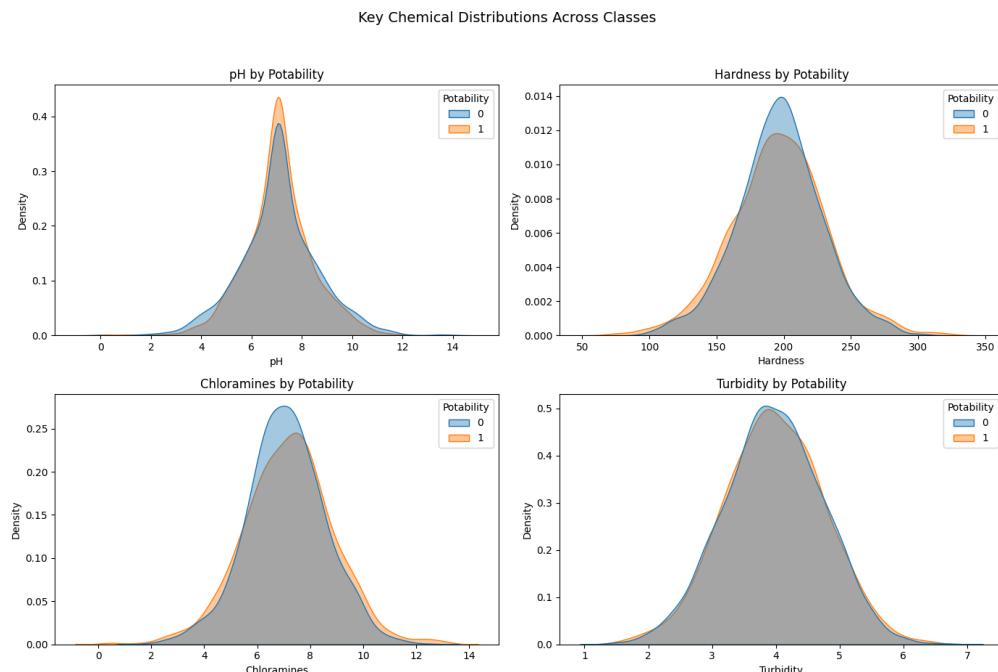 Key Chemical Distributions Across Classes
pH by Potability
Density
0.4
0.3
0.2
0.1
0.0
0 2 4 6 8 10 12 14
pH
Potability
0
1
Hardness by Potability
Density
0.014
0.012
0.010
0.008
0.006
0.004
0.002
0.000
50 100 150 200 250 300 350
Hardness
Potability
0
1
Chloramines by Potability
Density
0.25
0.20
0.15
0.10
0.05
0.00
0 2 4 6 8 10 12 14
Chloramines
Potability
0
1
Turbidity by Potability
Density
0.5
0.4
0.3
0.2
0.1
0.0
1 2 3 4 5 6 7
Turbidity
Potability
0
1